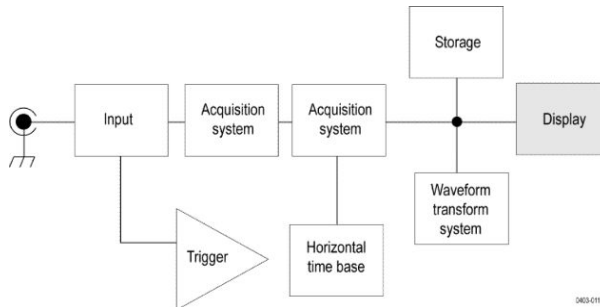 Storage
Input
Acquisition
system
Acquisition
system
Display
Waveform
transform
system
Trigger
Horizontal
time base